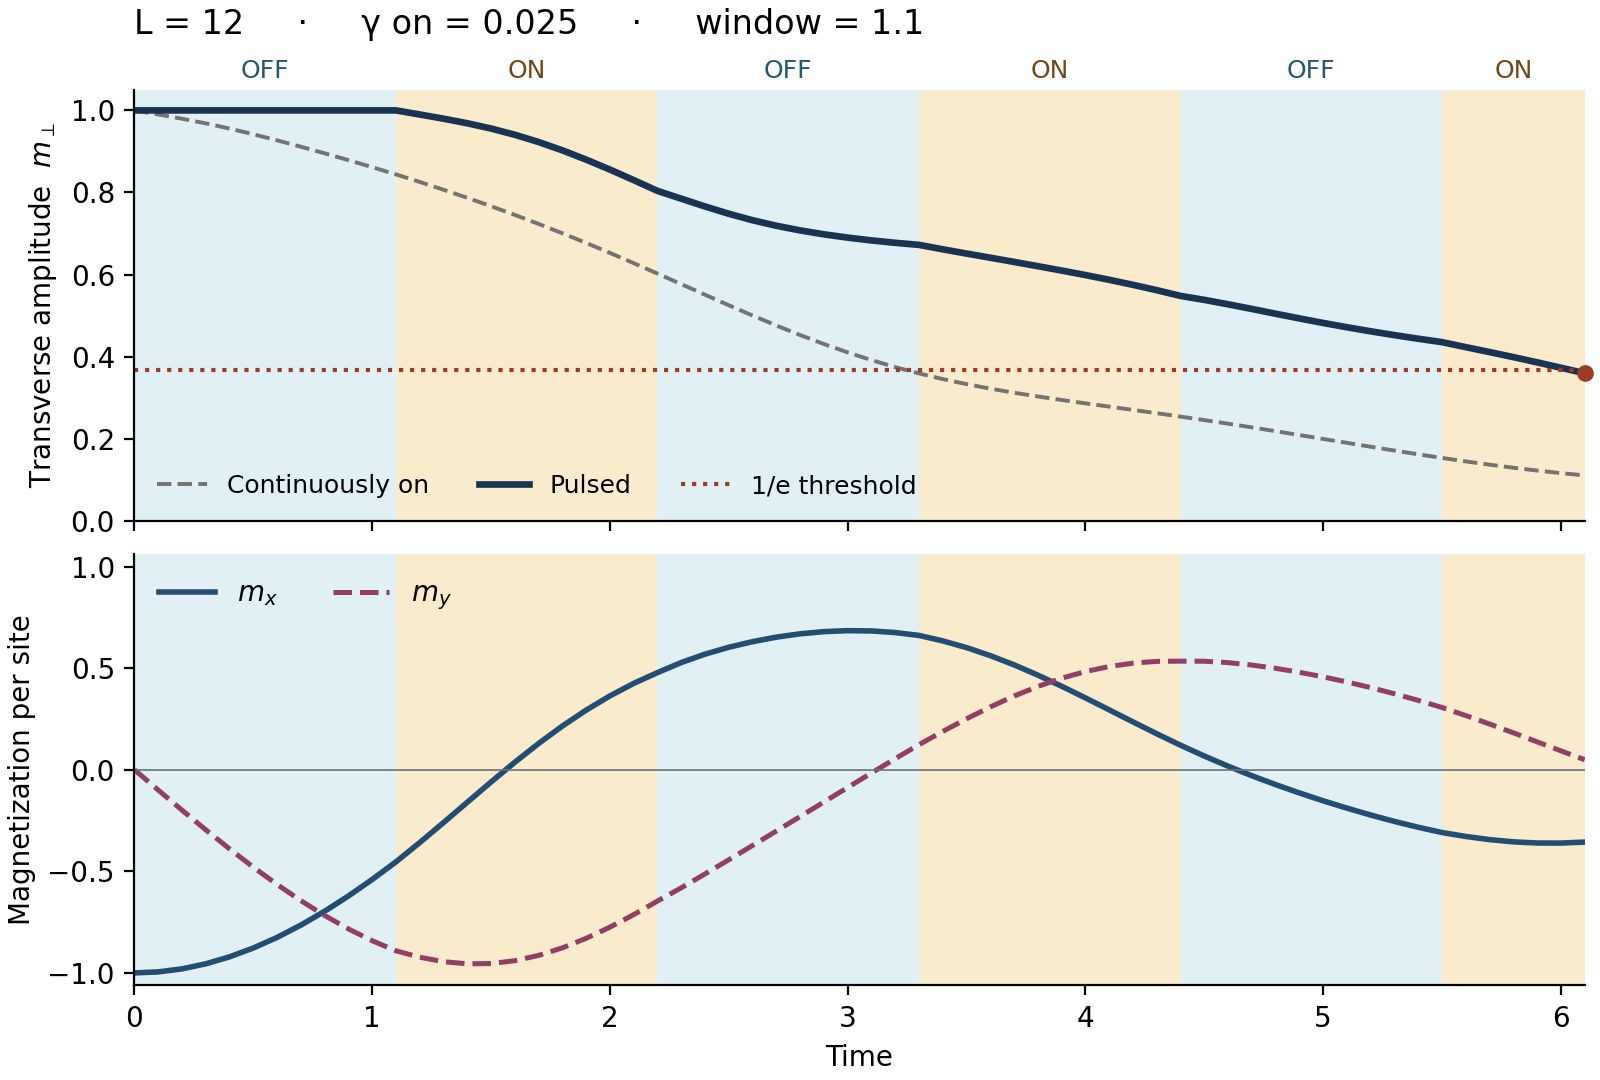 L = 12 · γ on = 0.025 · window = 1.1
OFF ON OFF ON OFF ON
Transverse amplitude m⊥
1.0
0.8
0.6
0.4
0.2
0.0
Continuously on Pulsed 1/e threshold
Magnetization per site
1.0
0.5
0.0
−0.5
−1.0
mx my
0 1 2 3 4 5 6
Time